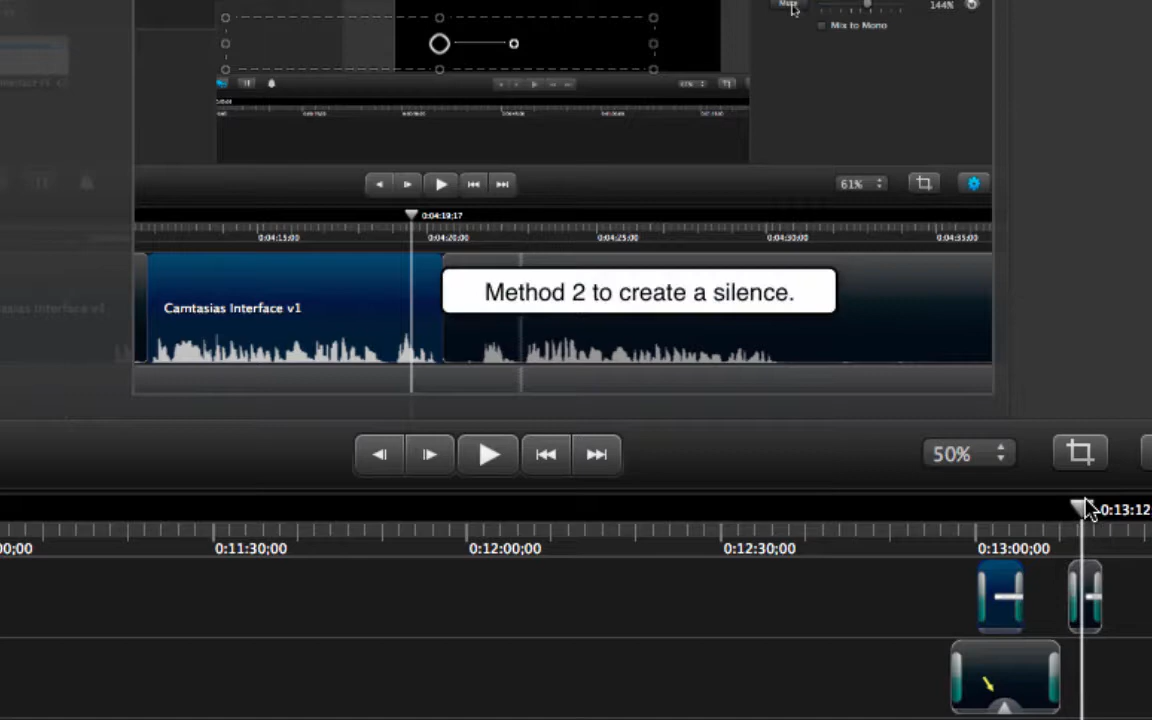 144%
Mix to Mono
61%
0:04:19;17
0:04:15;00 0:04:20;00 0:04:25;00 0:04:30;00 0:04:35;00
Camtasias Interface v1
Method 2 to create a silence.
50%
0:13:12
00;00 0:11:30;00 0:12:00;00 0:12:30;00 0:13:00;00